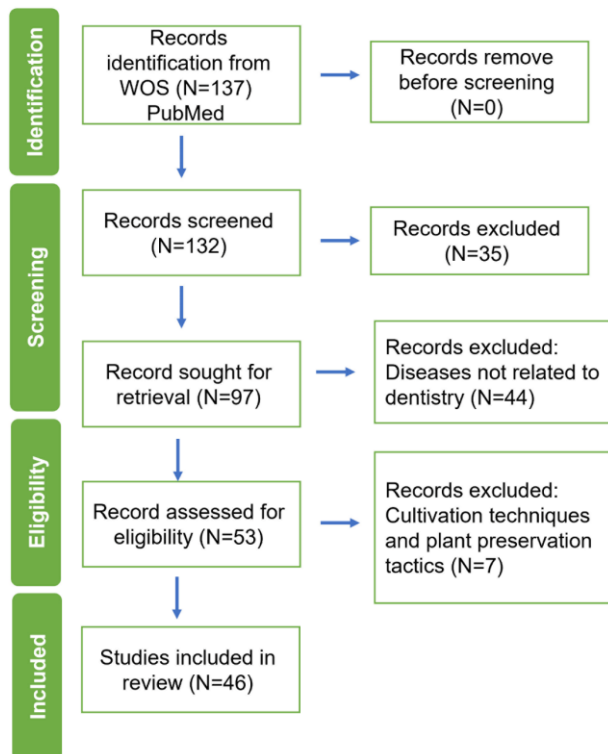 Identification
Records
identification from
WOS (N=137)
PubMed
Records remove
before screening
(N=0)
Screening
Records screened
(N=132)
Records excluded
(N=35)
Record sought for
retrieval (N=97)
Records excluded:
Diseases not related to
dentistry (N=44)
Eligibility
Record assessed for
eligibility (N=53)
Records excluded:
Cultivation techniques
and plant preservation
tactics (N=7)
Included
Studies included in
review (N=46)